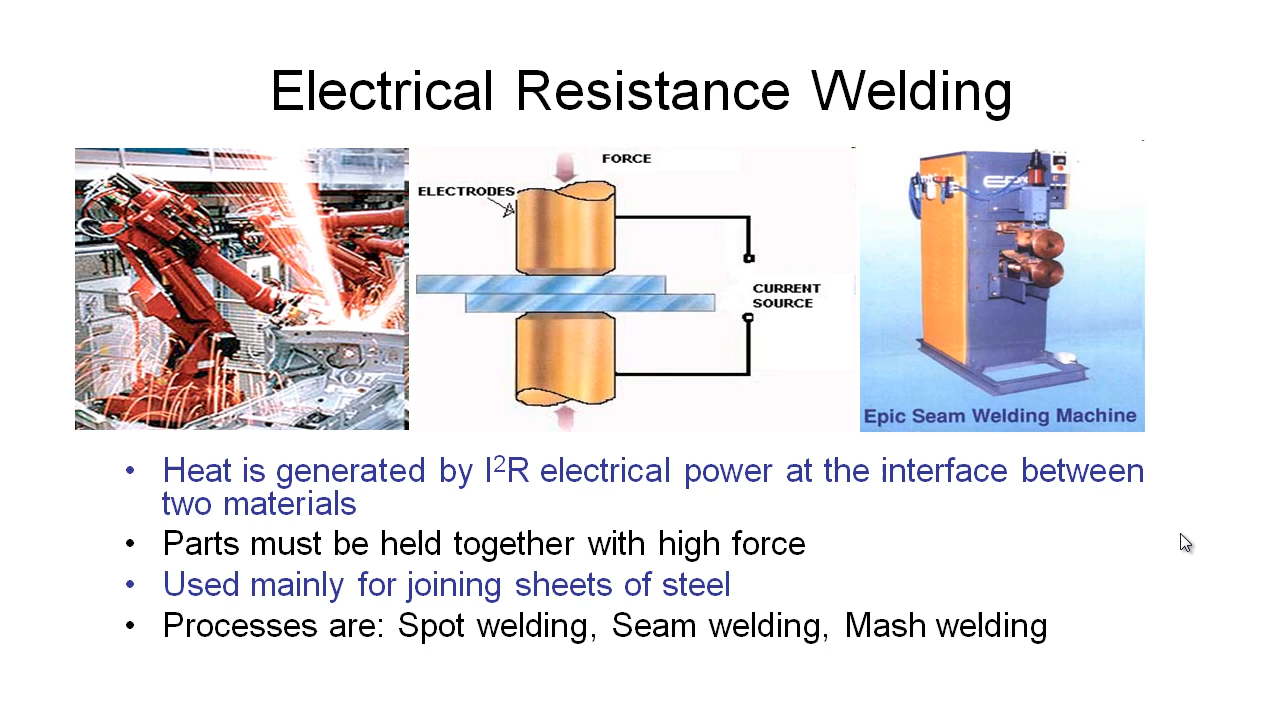 Electrical Resistance Welding
FORCE
ELECTRODES
CURRENT
SOURCE
Epic Seam Welding Machine
• Heat is generated by I²R electrical power at the interface between
two materials
• Parts must be held together with high force
• Used mainly for joining sheets of steel
• Processes are: Spot welding, Seam welding, Mash welding